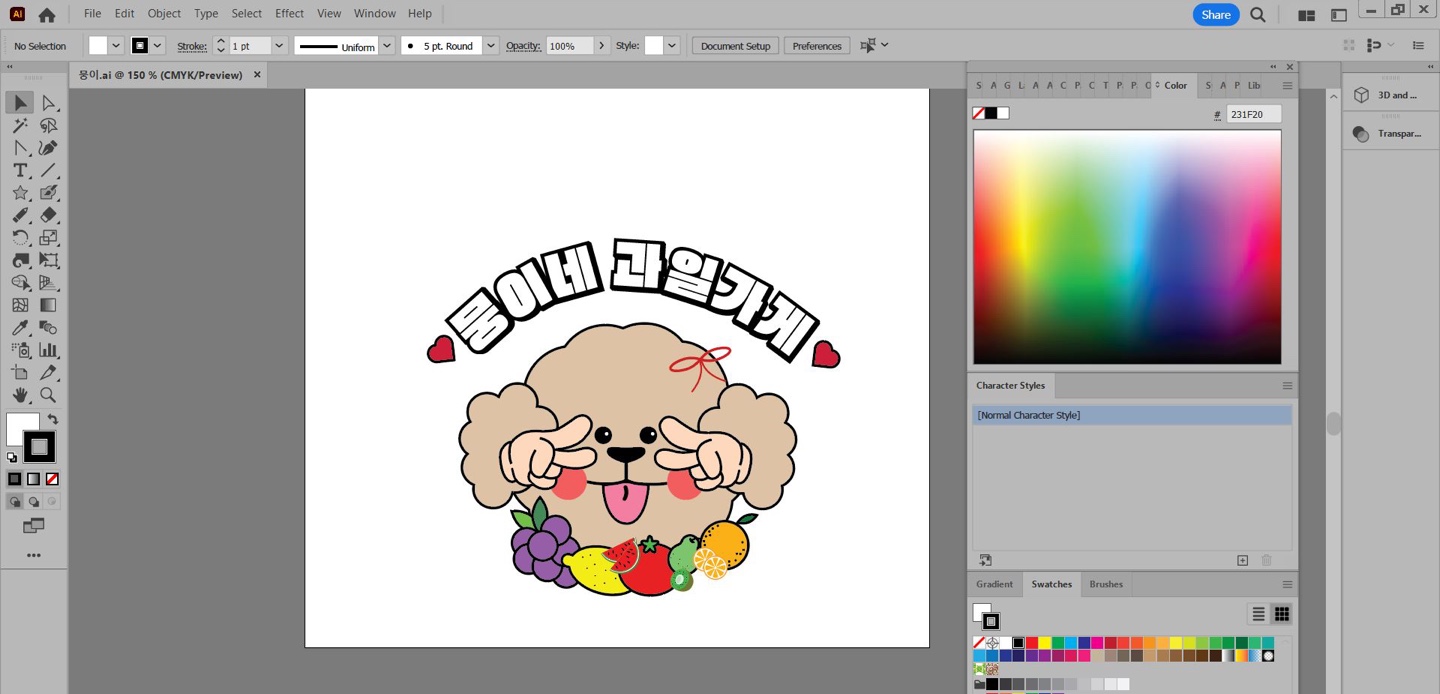 File Edit Object Type Select Effect View Window Help
Share
No Selection Stroke: 1 pt Uniform 5 pt. Round Opacity: 100% Style: Document Setup Preferences
뭉이.ai @ 150 % (CMYK/Preview)
S A G L A A C P C T P P C Color S A P Lib
3D and ...
# 231F20
Transpar...
뭉이네 과일가게
Character Styles
[Normal Character Style]
Gradient Swatches Brushes